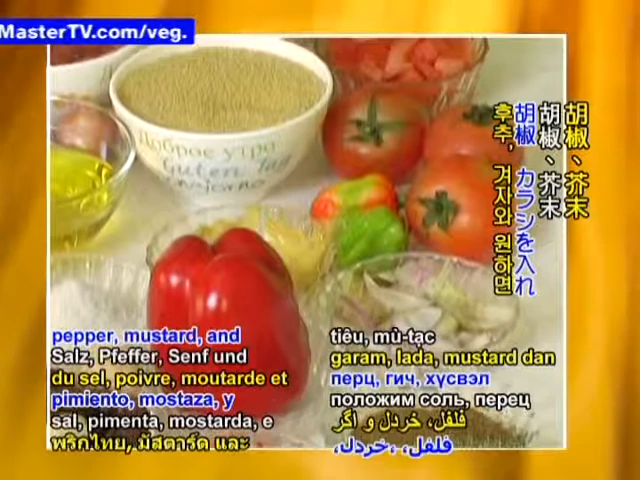 MasterTV.com/veg.
Доброе утро
Guten Tag
胡椒、芥末
胡椒、芥末
胡椒 カラシを入れ
후추, 겨자와 원하면
pepper, mustard, and
Salz, Pfeffer, Senf und
du sel, poivre, moutarde et
pimiento, mostaza, y
sal, pimenta, mostarda, e
พริกไทย, มัสตาร์ด และ
tiêu, mù-tạc
garam, lada, mustard dan
перц, гич, хүсвэл
положим соль, перец
فلفل، خردل و اگر
فلفل، خردل،